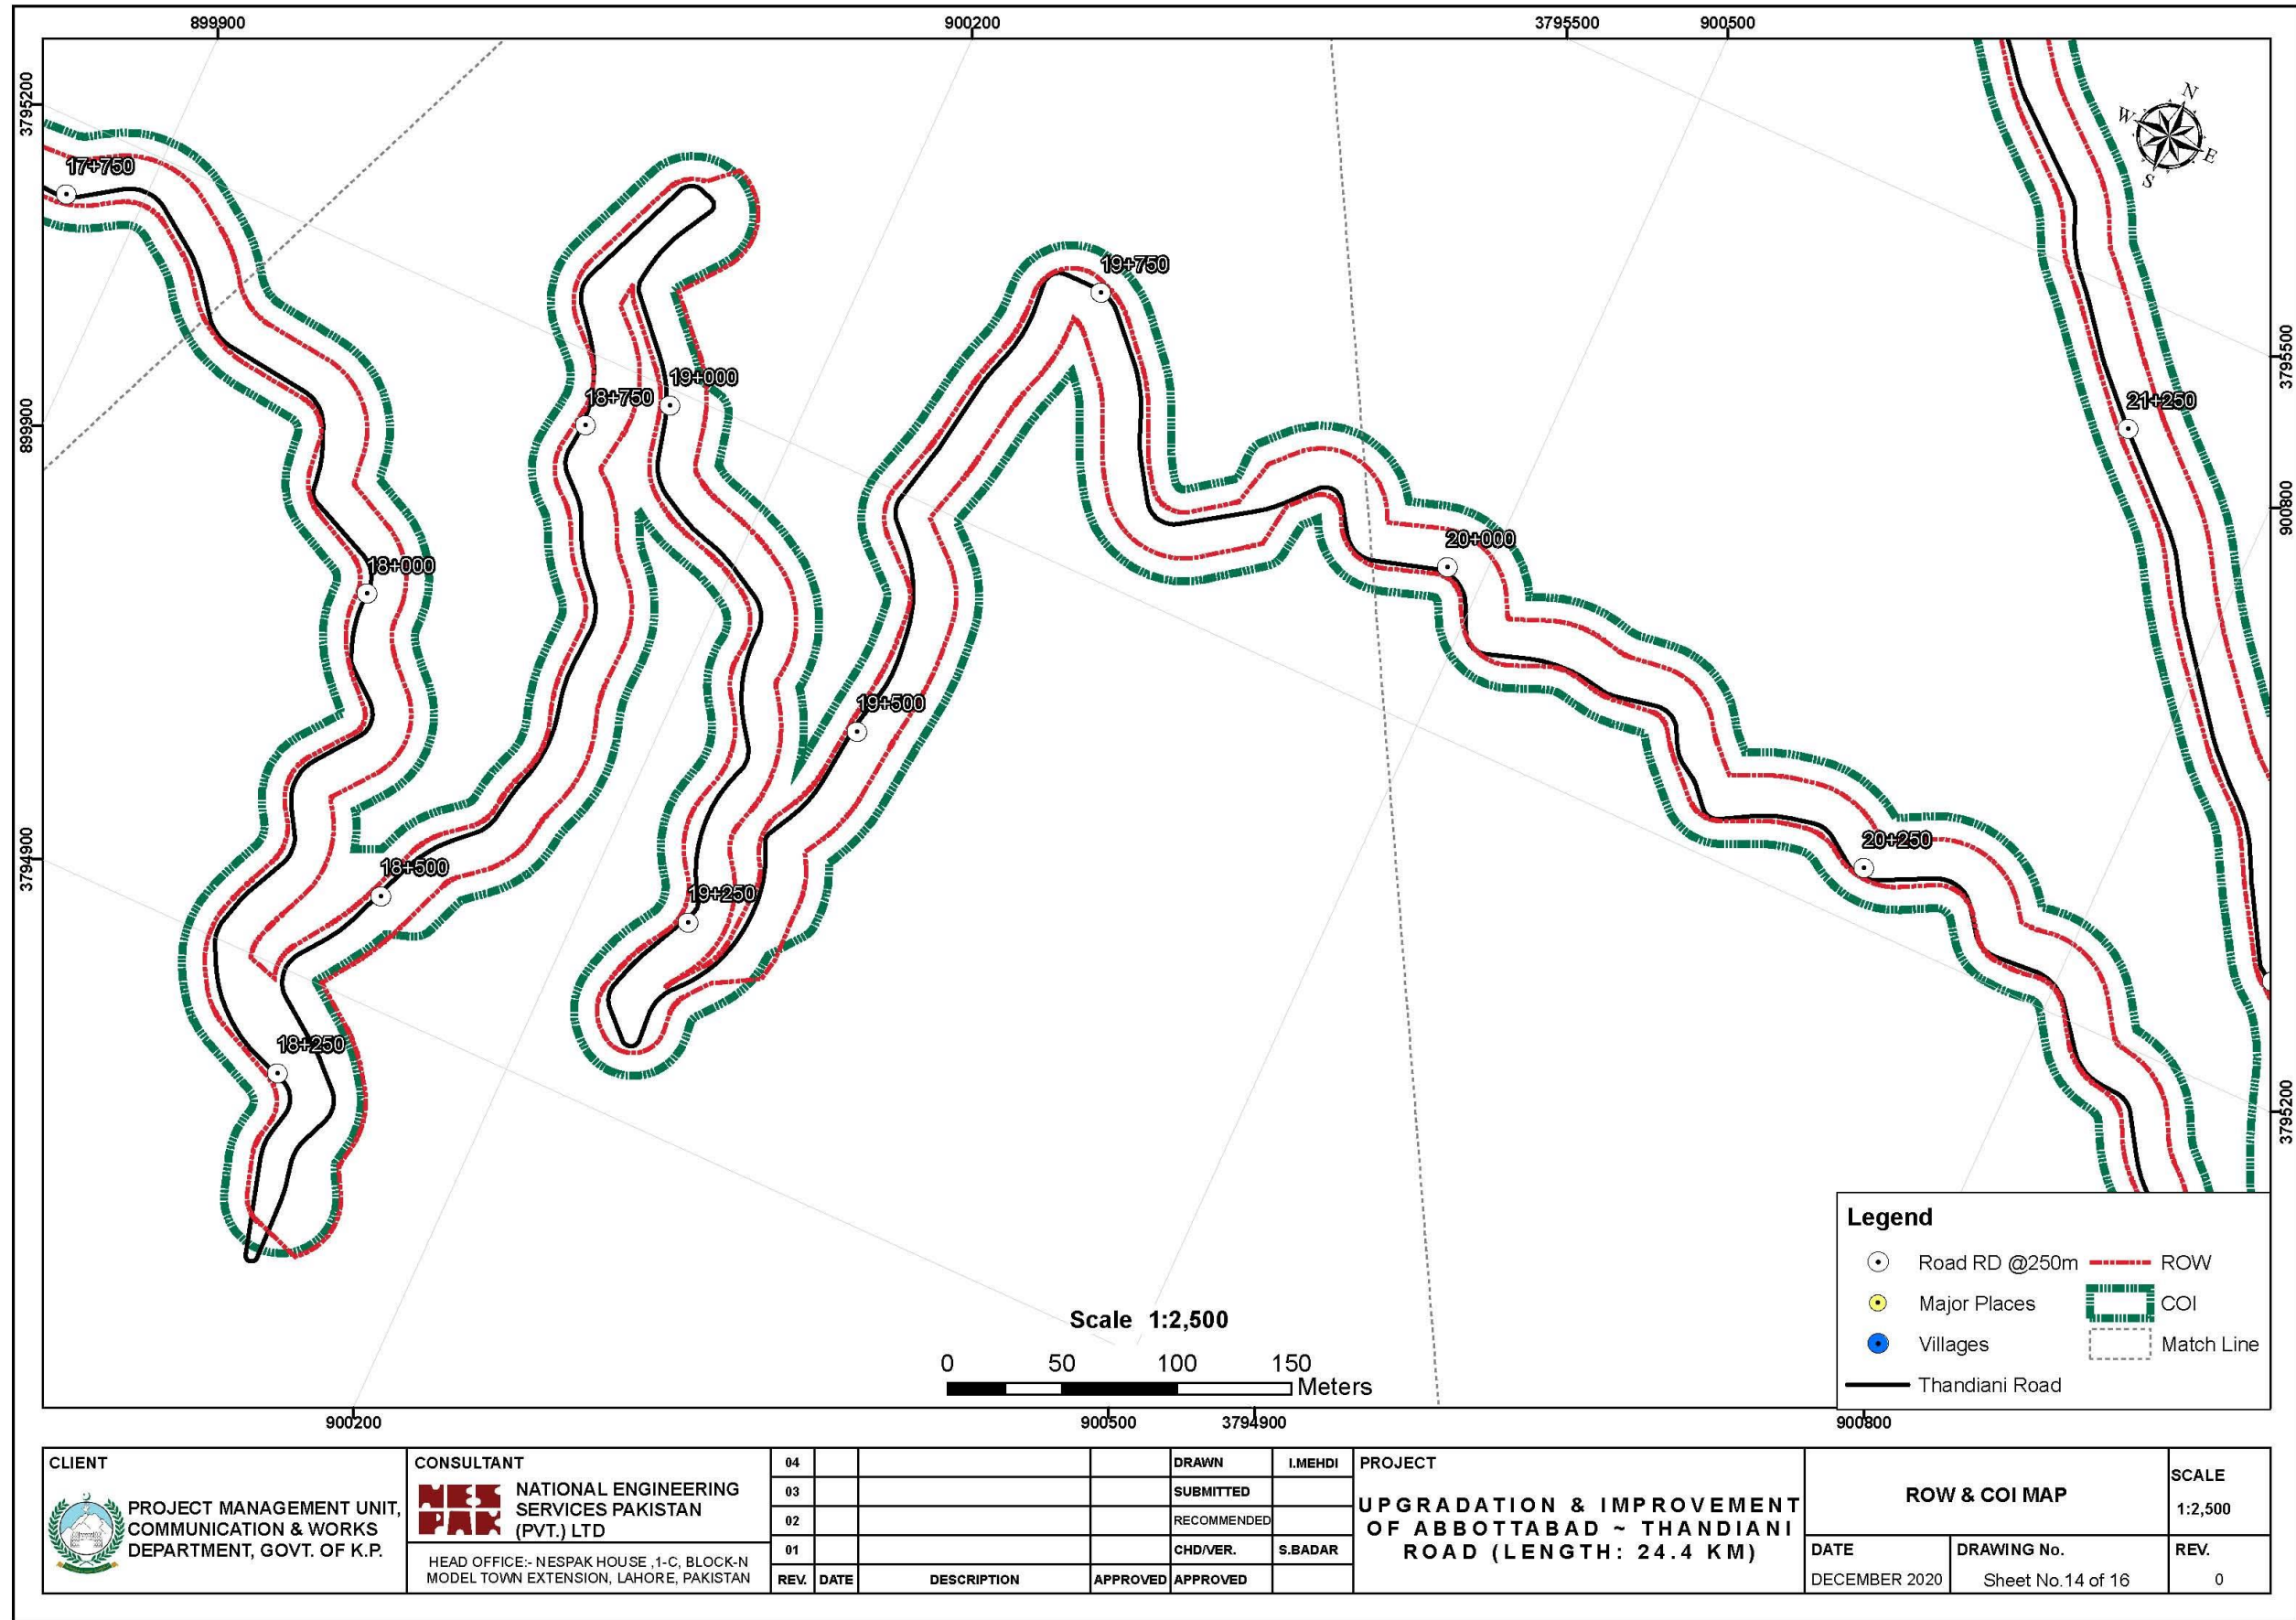 899900
900200
3795500
900500
3795200
899900
3794900
3795500
900800
3795200
N
W
E
S
17+750
18+000
18+250
18+500
18+750
19+000
19+250
19+500
19+750
20+000
20+250
21+250
Scale 1:2,500
0 50 100 150
Meters
Legend
Road RD @250m ROW
Major Places COI
Villages Match Line
Thandiani Road
900200
900500
3794900
900800
CLIENT
PROJECT MANAGEMENT UNIT,
COMMUNICATION & WORKS
DEPARTMENT, GOVT. OF K.P.
CONSULTANT
NES
PAK
NATIONAL ENGINEERING
SERVICES PAKISTAN
(PVT.) LTD
HEAD OFFICE:- NESPAK HOUSE ,1-C, BLOCK-N
MODEL TOWN EXTENSION, LAHORE, PAKISTAN
04 DRAWN I.MEHDI
03 SUBMITTED
02 RECOMMENDED
01 CHD/VER. S.BADAR
REV. DATE DESCRIPTION APPROVED APPROVED
PROJECT
UPGRADATION & IMPROVEMENT
OF ABBOTTABAD ~ THANDIANI
ROAD (LENGTH: 24.4 KM)
ROW & COI MAP
SCALE
1:2,500
DATE
DECEMBER 2020
DRAWING No.
Sheet No.14 of 16
REV.
0